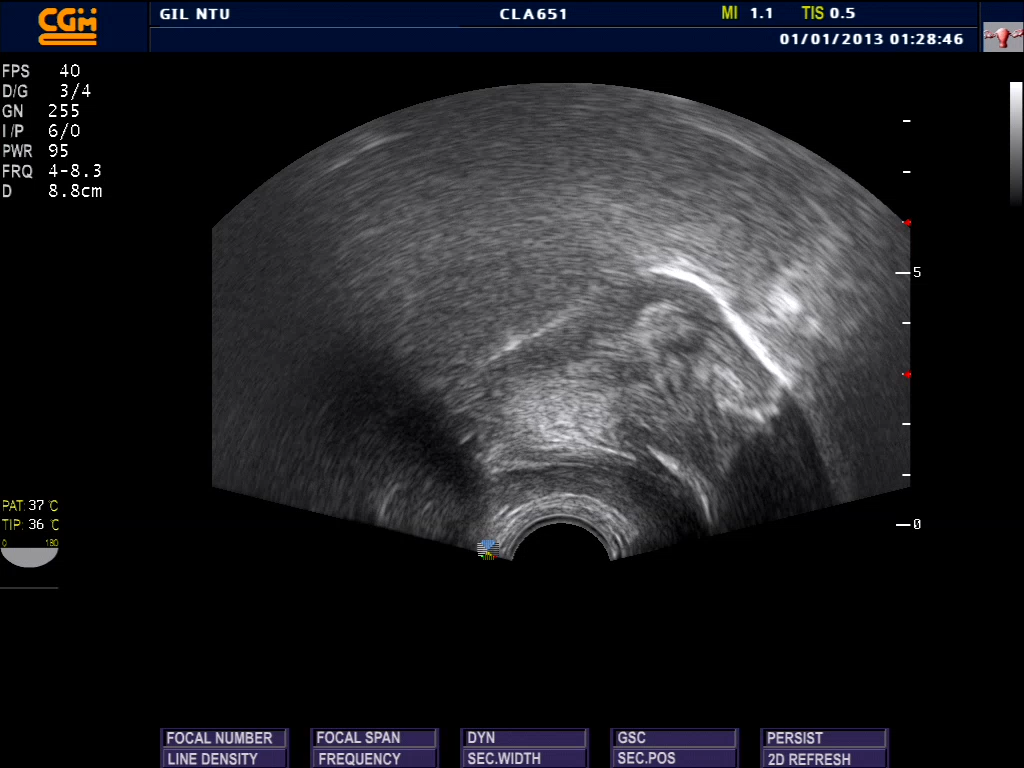 CGM
GIL NTU CLA651 MI 1.1 TIS 0.5
01/01/2013 01:28:46
FPS 40
D/G 3/4
GN 255
I/P 6/0
PWR 95
FRQ 4-8.3
D 8.8cm
5
PAT: 37 °C
TIP: 36 °C
0 180
0
FOCAL NUMBER FOCAL SPAN DYN GSC PERSIST
LINE DENSITY FREQUENCY SEC.WIDTH SEC.POS 2D REFRESH